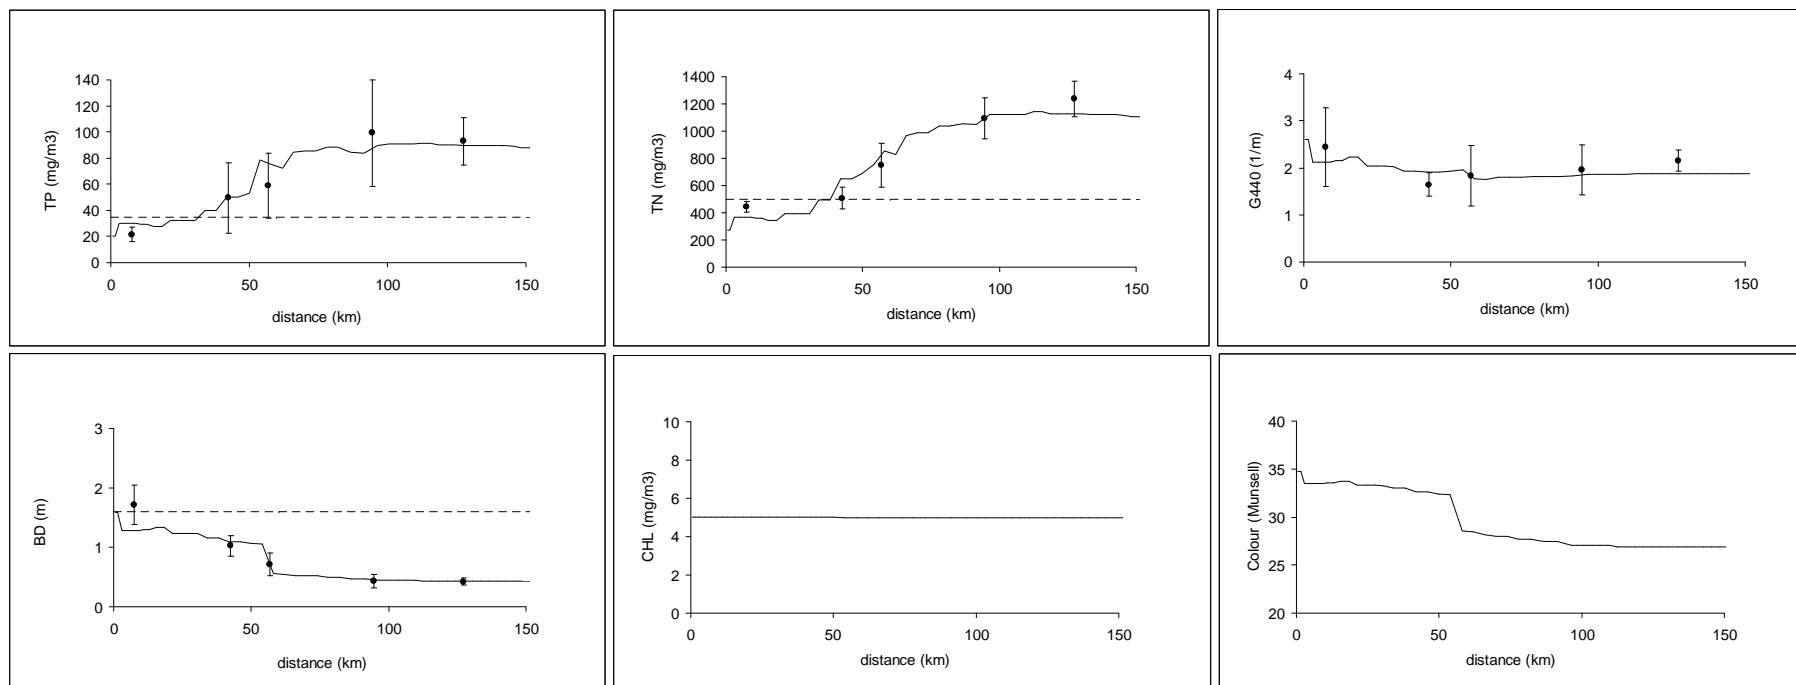 TP (mg/m3)
140
120
100
80
60
40
20
0
0 50 100 150
distance (km)
TN (mg/m3)
1400
1200
1000
800
600
400
200
0
0 50 100 150
distance (km)
G440 (1/m)
4
3
2
1
0
0 50 100 150
distance (km)
BD (m)
3
2
1
0
0 50 100 150
distance (km)
CHL (mg/m3)
10
8
6
4
2
0
0 50 100 150
distance (km)
Colour (Munsell)
40
35
30
25
20
0 50 100 150
distance (km)